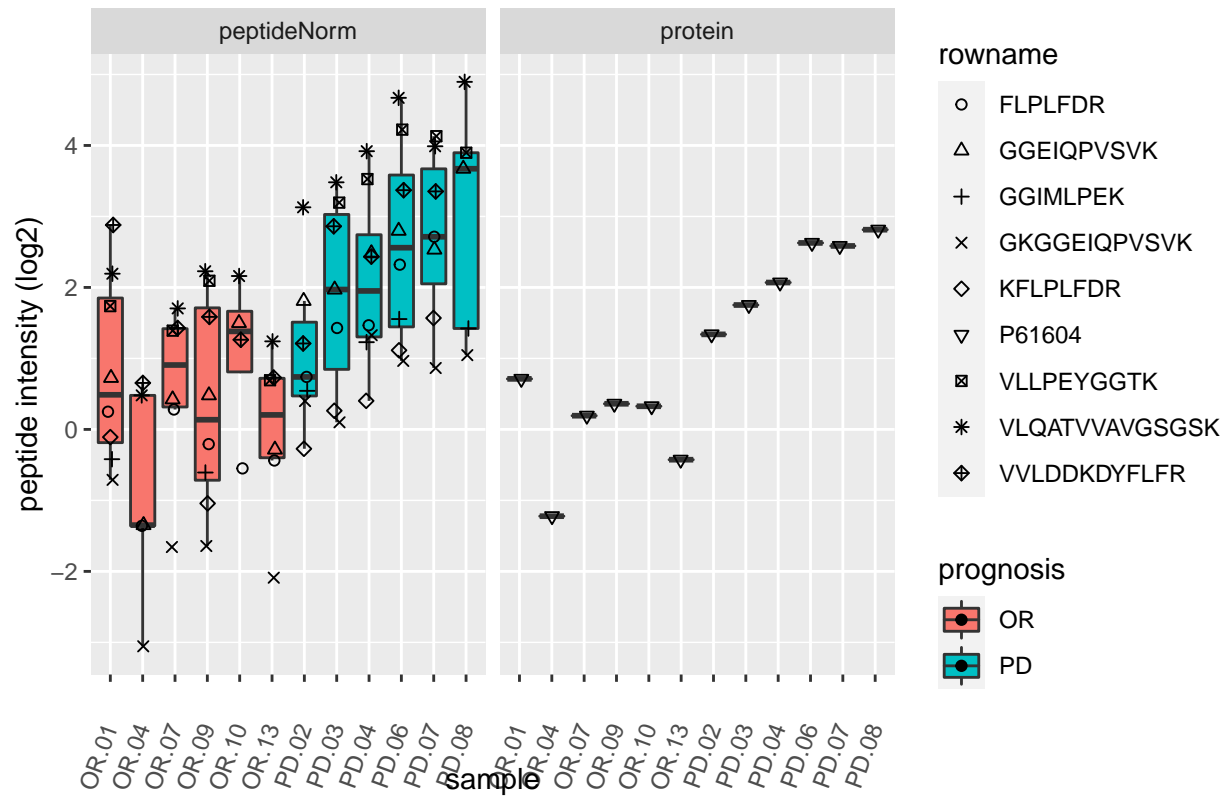 peptideNorm
protein
peptide intensity (log2)
4
2
0
−2
OR.01
OR.04
OR.07
OR.09
OR.10
OR.13
PD.02
PD.03
PD.04
PD.06
PD.07
PD.08
OR.01
OR.04
OR.07
OR.09
OR.10
OR.13
PD.02
PD.03
PD.04
PD.06
PD.07
PD.08
sample
rowname
FLPLFDR
GGEIQPVSVK
GGIMLPEK
GKGGEIQPVSVK
KFLPLFDR
P61604
VLLPEYGGTK
VLQATVVAVGSGSK
VVLDDKDYFLFR
prognosis
OR
PD